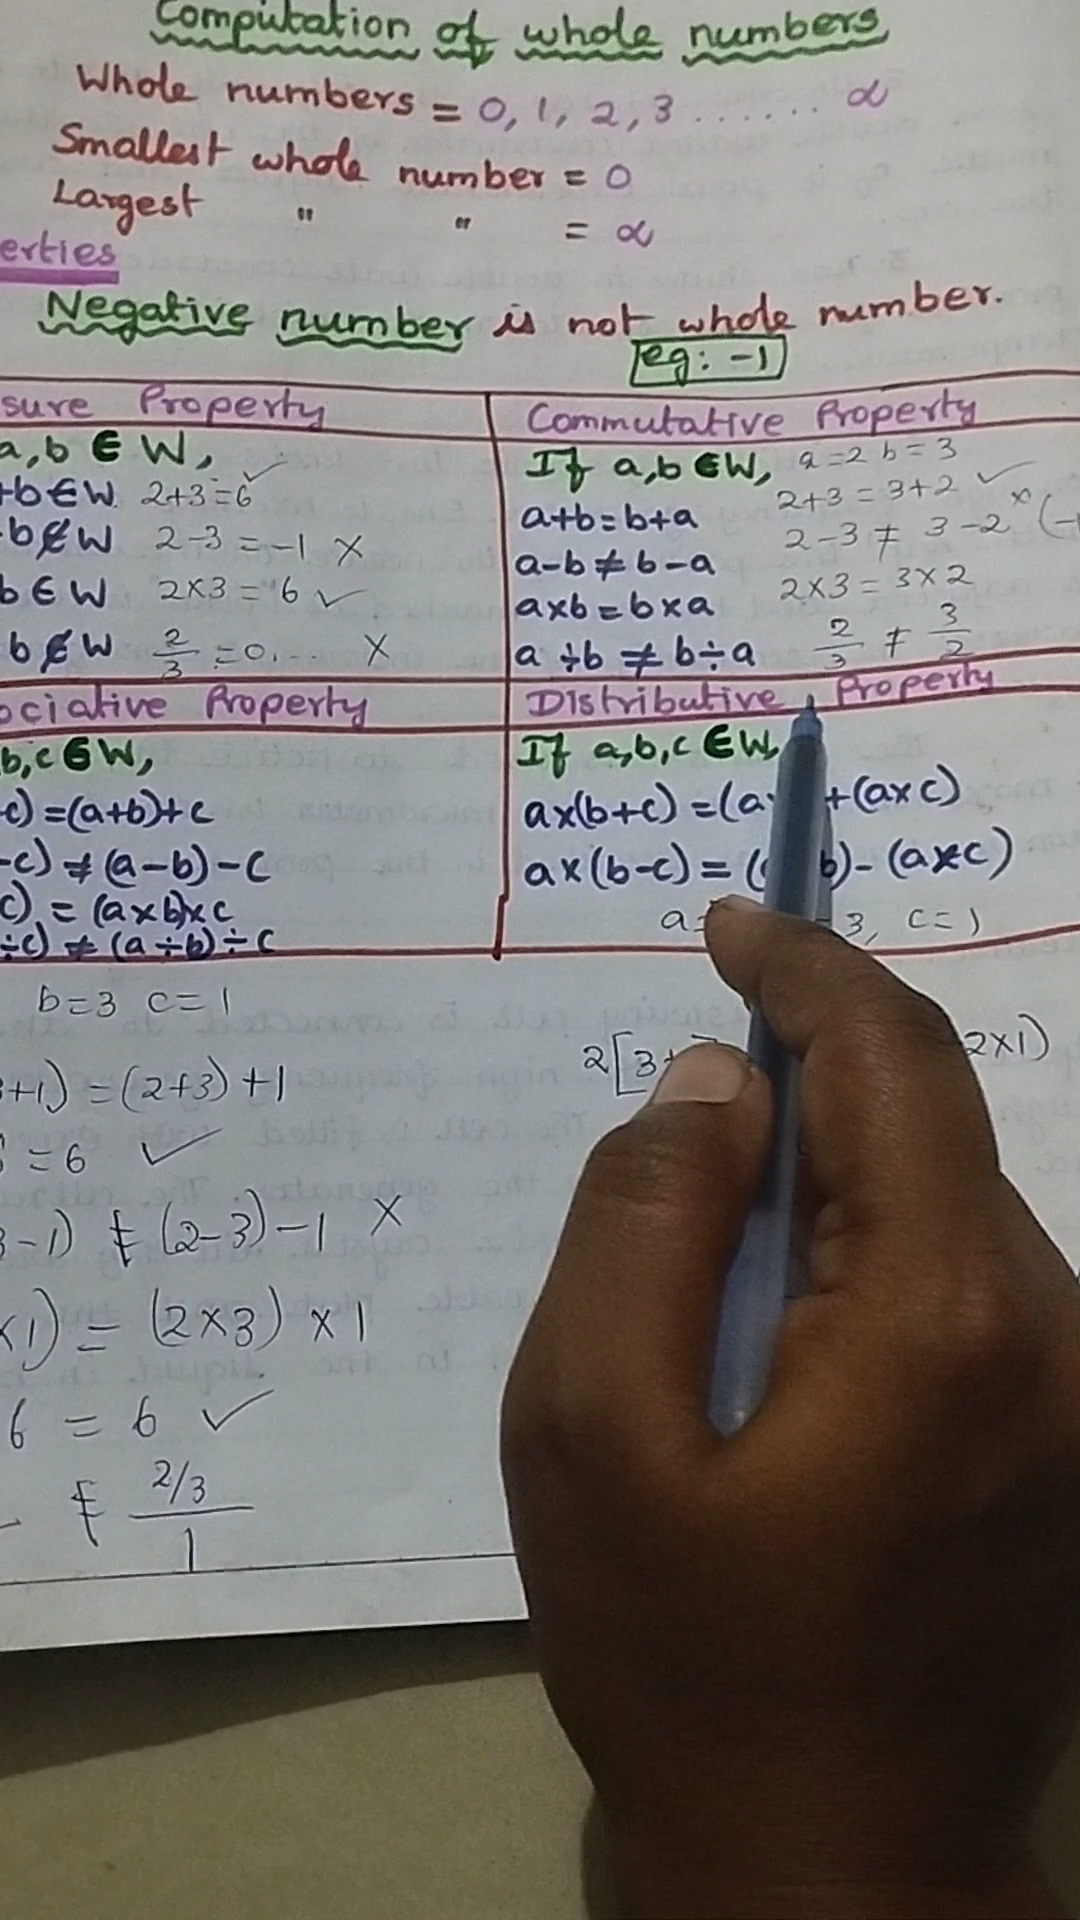 Computation of whole numbers
Whole numbers = 0, 1, 2, 3 ...... α
Smallest whole number = 0
Largest " " = α
erties
Negative number is not whole number.
eg: -1
sure Property
a, b ∈ W,
+b ∈ W 2+3=6 ✓
-b ∉ W 2-3 = -1 ×
b ∈ W 2×3 = 6 ✓
b ∉ W 2/3 = 0.... ×
Commutative Property
If a,b ∈ W, a=2 b=3
a+b=b+a 2+3=3+2 ✓
a-b ≠ b-a 2-3 ≠ 3-2 × (-
a×b = b×a 2×3 = 3×2
a÷b ≠ b÷a 2/3 ≠ 3/2
ociative Property
b,c ∈ W,
c) =(a+b)+c
-c) ≠ (a-b)-c
c) = (a×b)×c
÷c) ≠ (a÷b)÷c
Distributive Property
If a,b,c ∈ W,
a×(b+c) =(a +(a×c)
a×(b-c) = ( b)-(a×c)
a= 3, c=1
2[3+ 2×1)
b=3 c=1
+1) =(2+3)+1
=6 ✓
3-1) ≠ (2-3)-1 ×
×1) = (2×3)×1
6 = 6 ✓
≠ 2/3
1